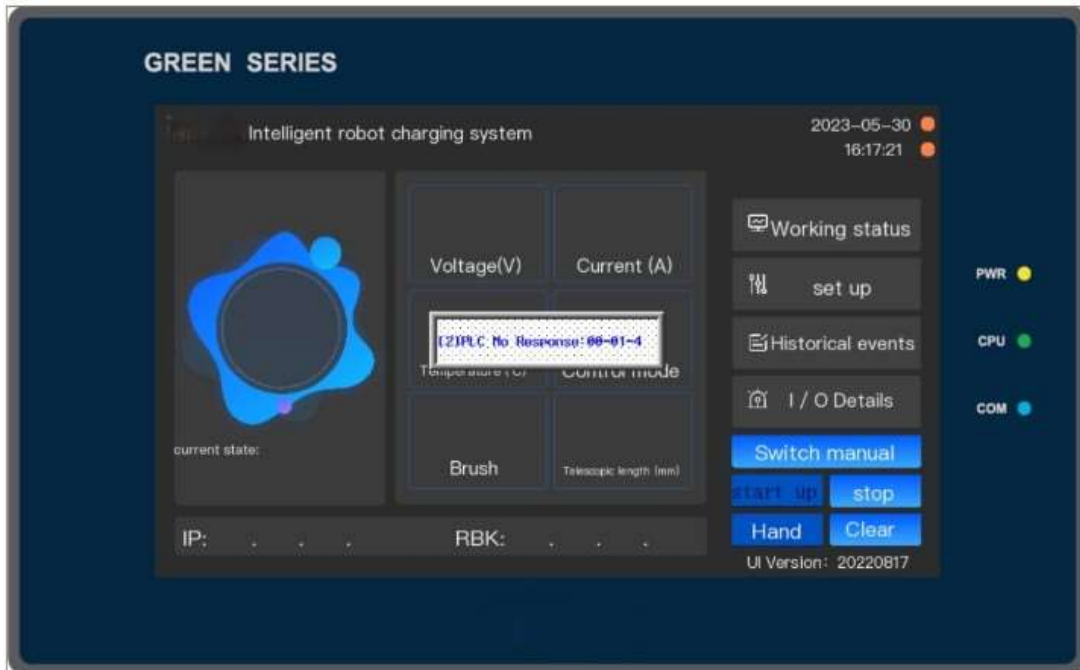 GREEN SERIES
Intelligent robot charging system
2023-05-30
16:17:21
Working status
Voltage(V)
Current (A)
set up
PWR
[2]PLC No Response:00-01-4
Historical events
CPU
Temperature (℃)
Control mode
I / O Details
COM
current state:
Brush
Telescopic length (mm)
Switch manual
start up
stop
IP: . . .
RBK: . . .
Hand
Clear
UI Version: 20220817